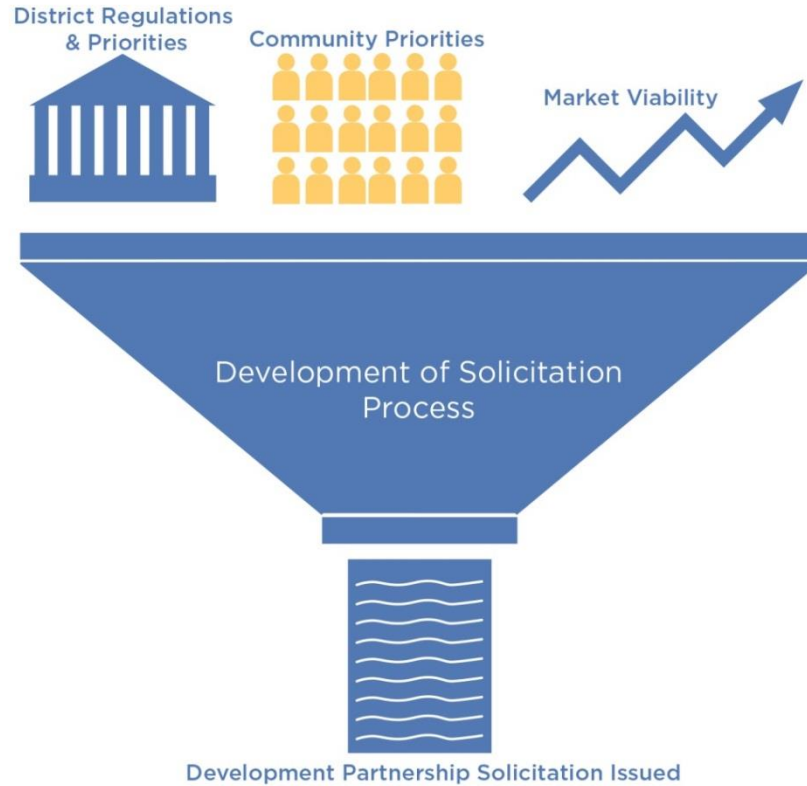 District Regulations
& Priorities
Community Priorities
Market Viability
Development of Solicitation
Process
Development Partnership Solicitation Issued